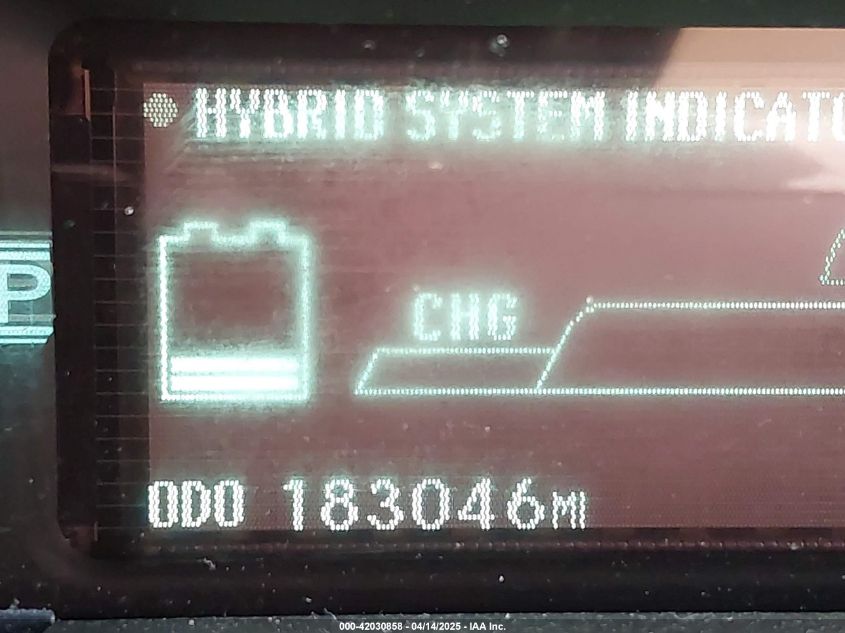 HYBRID SYSTEM INDICATO
P
CHG
ODO 183046MI
000-42030858 - 04/14/2025 - IAA Inc.